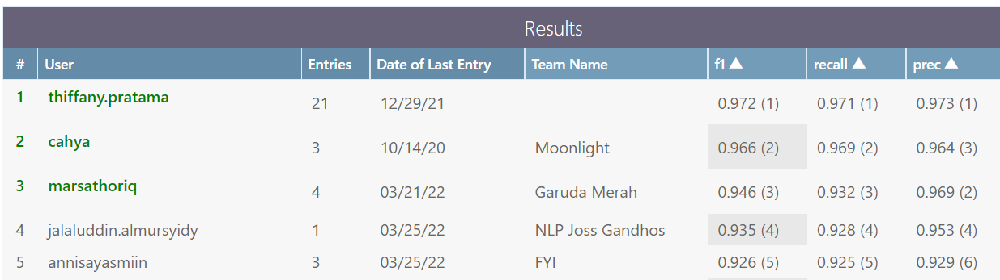 Results
# User Entries Date of Last Entry Team Name f1 ▲ recall ▲ prec ▲
1 thiffany.pratama 21 12/29/21 0.972 (1) 0.971 (1) 0.973 (1)
2 cahya 3 10/14/20 Moonlight 0.966 (2) 0.969 (2) 0.964 (3)
3 marsathoriq 4 03/21/22 Garuda Merah 0.946 (3) 0.932 (3) 0.969 (2)
4 jalaluddin.almursyidy 1 03/25/22 NLP Joss Gandhos 0.935 (4) 0.928 (4) 0.953 (4)
5 annisayasmiin 3 03/25/22 FYI 0.926 (5) 0.925 (5) 0.929 (6)